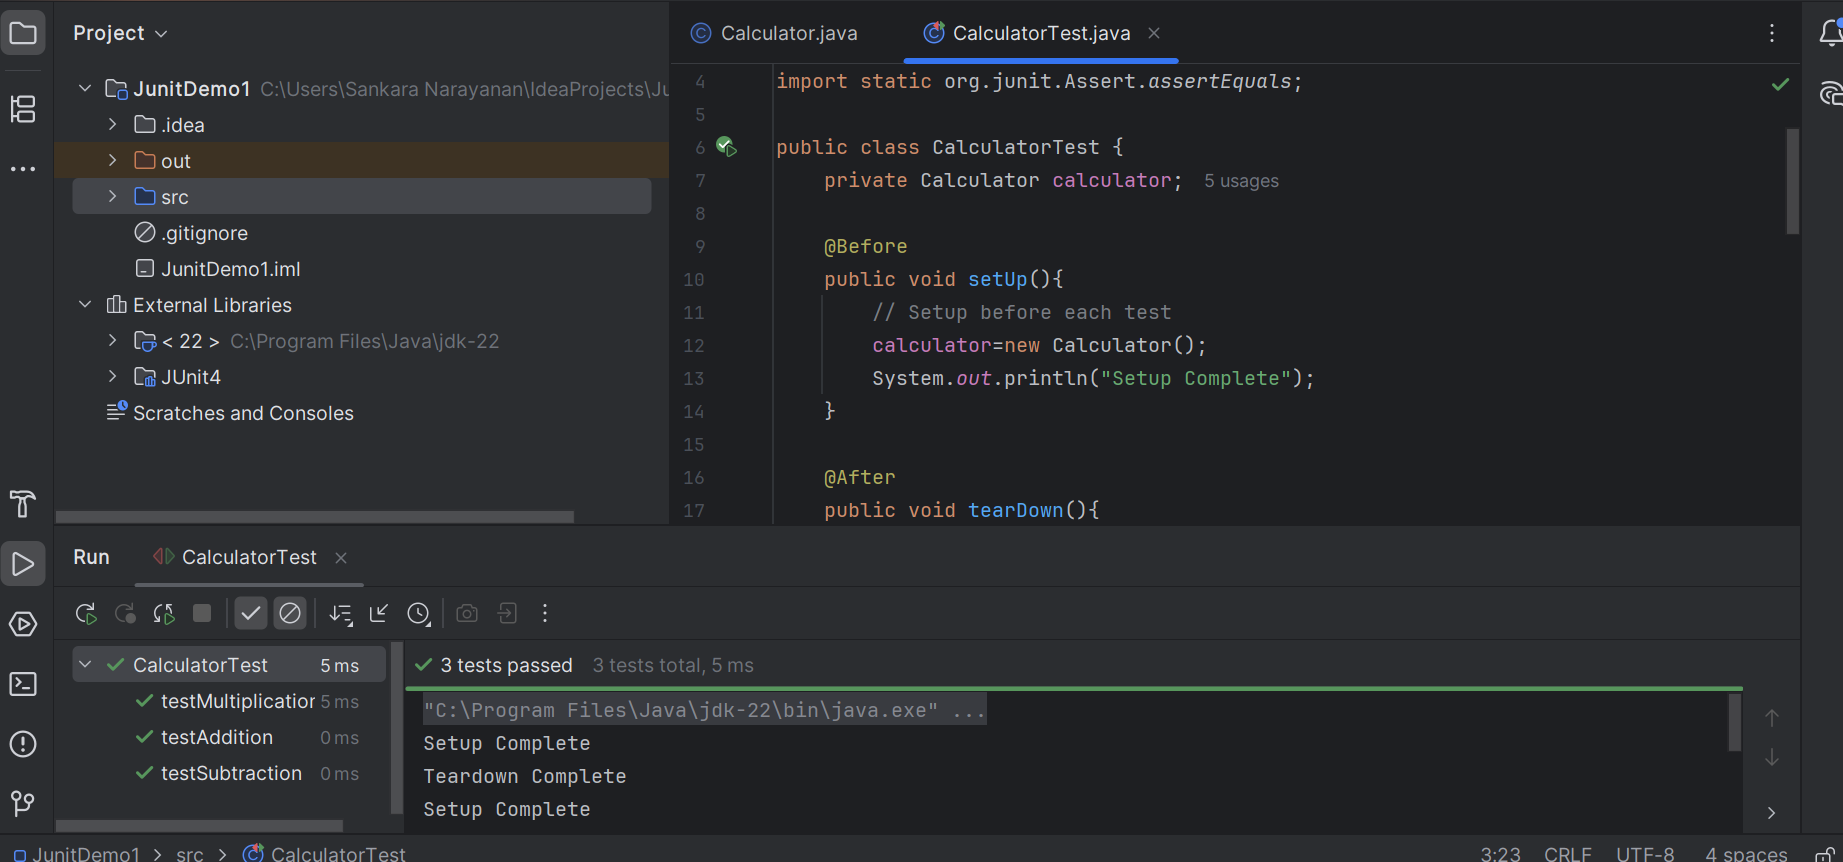 Project
JunitDemo1 C:\Users\Sankara Narayanan\IdeaProjects\Ju
.idea
out
src
.gitignore
JunitDemo1.iml
External Libraries
< 22 > C:\Program Files\Java\jdk-22
JUnit4
Scratches and Consoles
Calculator.java
CalculatorTest.java
4 import static org.junit.Assert.assertEquals;
5
6 public class CalculatorTest {
7 private Calculator calculator; 5 usages
8
9 @Before
10 public void setUp(){
11 // Setup before each test
12 calculator=new Calculator();
13 System.out.println("Setup Complete");
14 }
15
16 @After
17 public void tearDown(){
Run
CalculatorTest
CalculatorTest 5 ms
testMultiplication 5 ms
testAddition 0 ms
testSubtraction 0 ms
3 tests passed 3 tests total, 5 ms
"C:\Program Files\Java\jdk-22\bin\java.exe" ...
Setup Complete
Teardown Complete
Setup Complete
JunitDemo1 > src > CalculatorTest
3:23 CRLF UTF-8 4 spaces